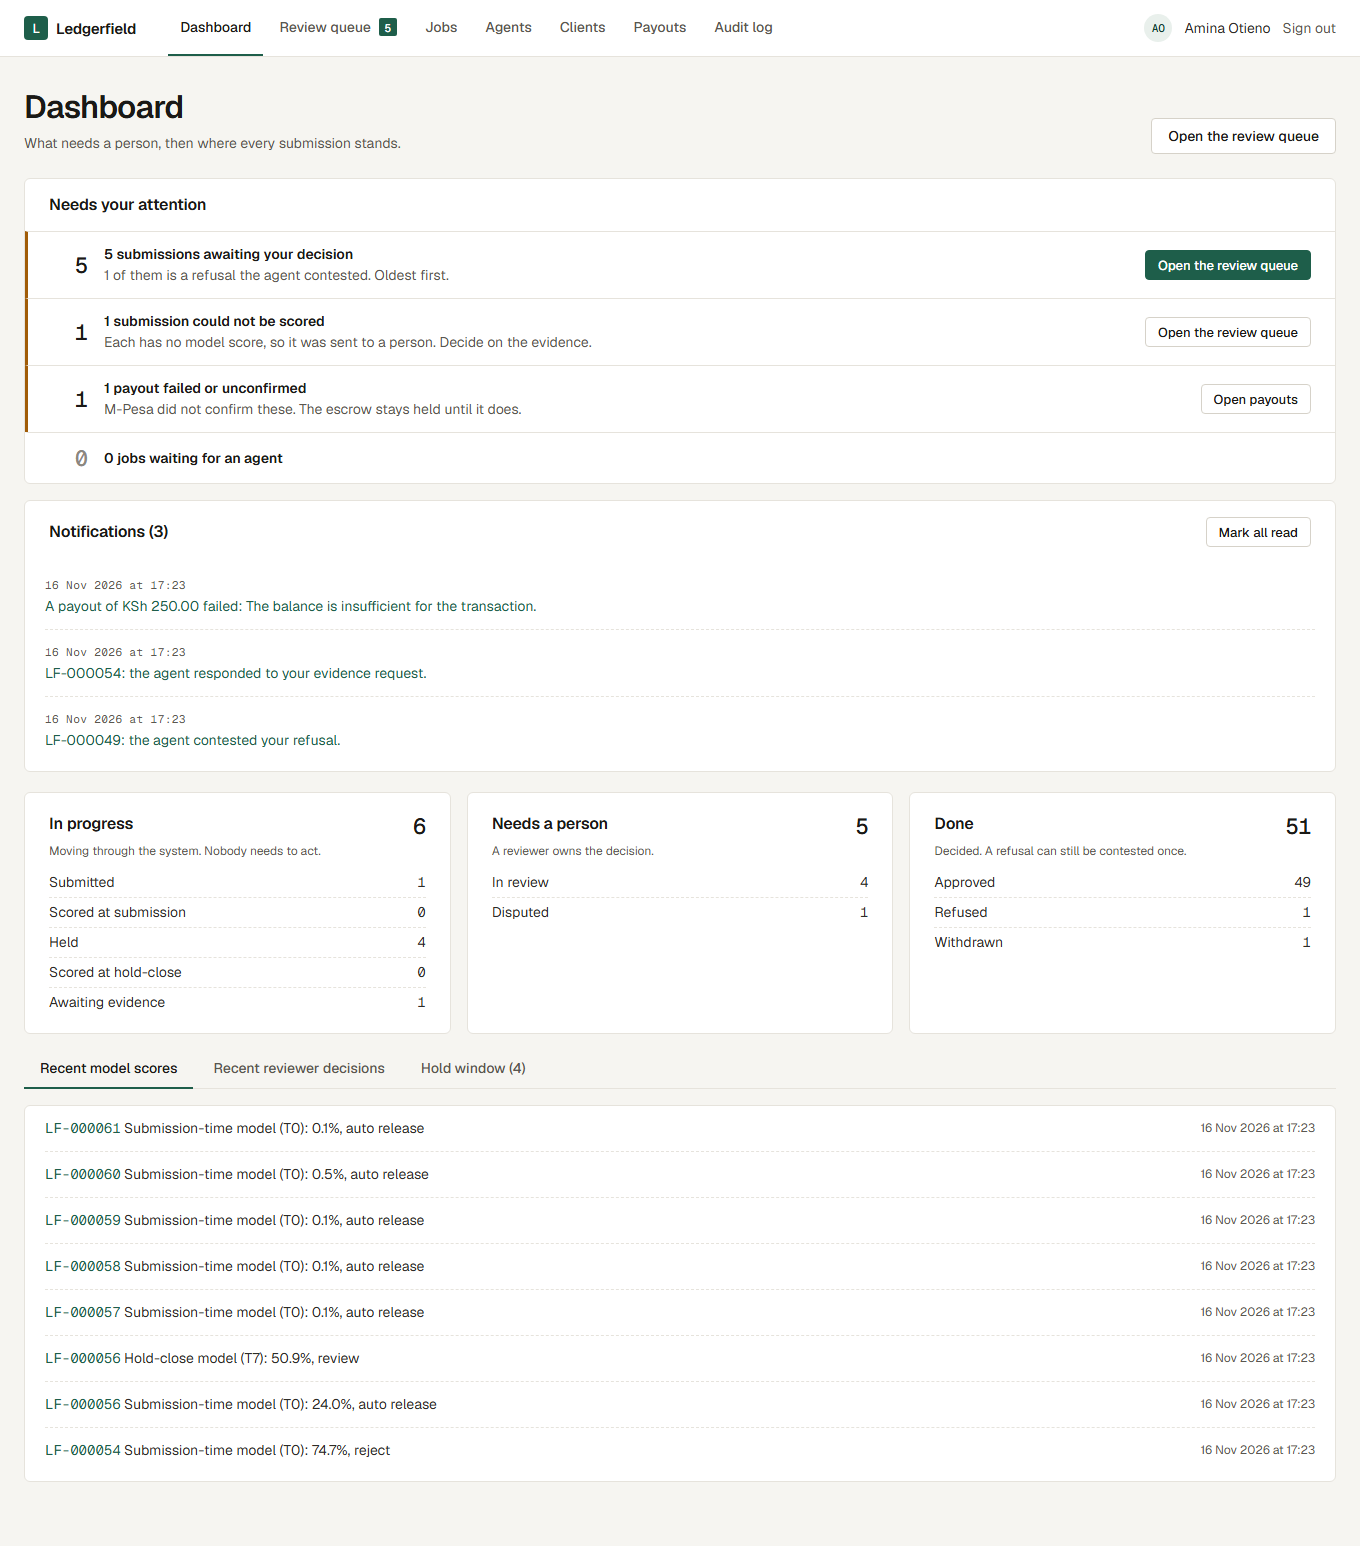 L Ledgerfield Dashboard Review queue 5 Jobs Agents Clients Payouts Audit log AO Amina Otieno Sign out
Dashboard
What needs a person, then where every submission stands.
Open the review queue
Needs your attention
5 5 submissions awaiting your decision
1 of them is a refusal the agent contested. Oldest first.
Open the review queue
1 1 submission could not be scored
Each has no model score, so it was sent to a person. Decide on the evidence.
Open the review queue
1 1 payout failed or unconfirmed
M-Pesa did not confirm these. The escrow stays held until it does.
Open payouts
0 0 jobs waiting for an agent
Notifications (3) Mark all read
16 Nov 2026 at 17:23
A payout of KSh 250.00 failed: The balance is insufficient for the transaction.
16 Nov 2026 at 17:23
LF-000054: the agent responded to your evidence request.
16 Nov 2026 at 17:23
LF-000049: the agent contested your refusal.
In progress 6
Moving through the system. Nobody needs to act.
Submitted 1
Scored at submission 0
Held 4
Scored at hold-close 0
Awaiting evidence 1
Needs a person 5
A reviewer owns the decision.
In review 4
Disputed 1
Done 51
Decided. A refusal can still be contested once.
Approved 49
Refused 1
Withdrawn 1
Recent model scores Recent reviewer decisions Hold window (4)
LF-000061 Submission-time model (T0): 0.1%, auto release 16 Nov 2026 at 17:23
LF-000060 Submission-time model (T0): 0.5%, auto release 16 Nov 2026 at 17:23
LF-000059 Submission-time model (T0): 0.1%, auto release 16 Nov 2026 at 17:23
LF-000058 Submission-time model (T0): 0.1%, auto release 16 Nov 2026 at 17:23
LF-000057 Submission-time model (T0): 0.1%, auto release 16 Nov 2026 at 17:23
LF-000056 Hold-close model (T7): 50.9%, review 16 Nov 2026 at 17:23
LF-000056 Submission-time model (T0): 24.0%, auto release 16 Nov 2026 at 17:23
LF-000054 Submission-time model (T0): 74.7%, reject 16 Nov 2026 at 17:23